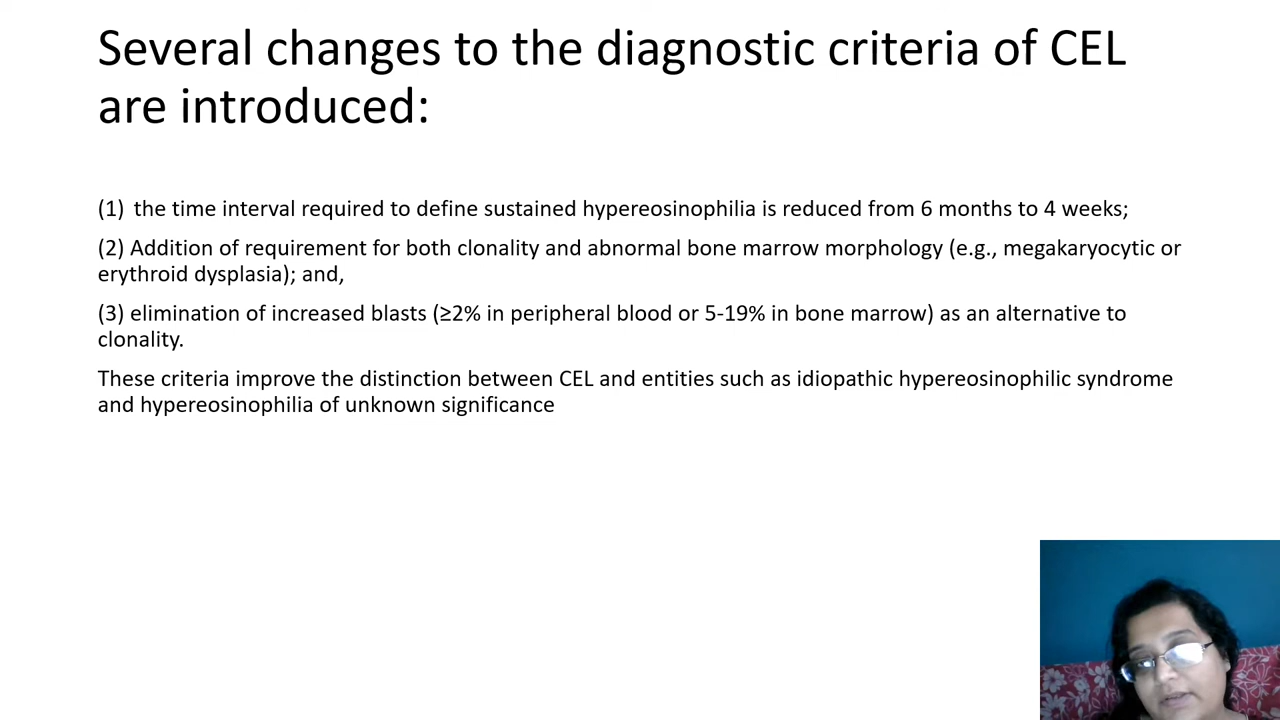 Several changes to the diagnostic criteria of CEL
are introduced:
(1) the time interval required to define sustained hypereosinophilia is reduced from 6 months to 4 weeks;
(2) Addition of requirement for both clonality and abnormal bone marrow morphology (e.g., megakaryocytic or
erythroid dysplasia); and,
(3) elimination of increased blasts (≥2% in peripheral blood or 5-19% in bone marrow) as an alternative to
clonality.
These criteria improve the distinction between CEL and entities such as idiopathic hypereosinophilic syndrome
and hypereosinophilia of unknown significance